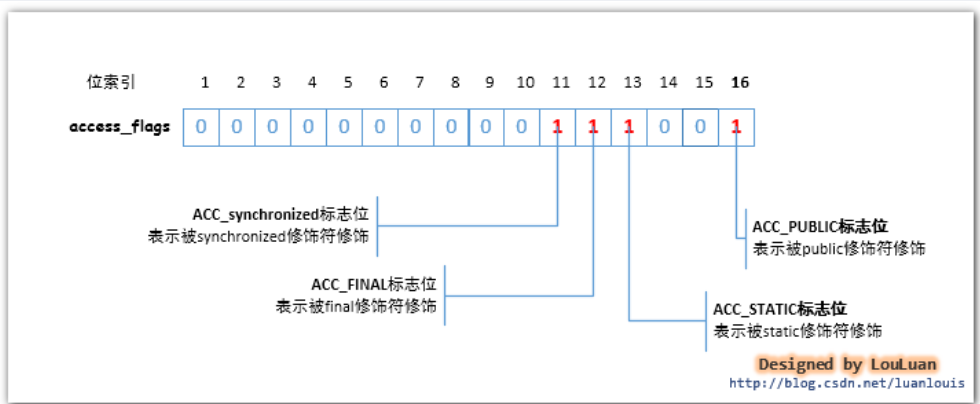 位索引 1 2 3 4 5 6 7 8 9 10 11 12 13 14 15 16
access_flags 0 0 0 0 0 0 0 0 0 0 1 1 1 0 0 1
ACC_synchronized标志位
表示被synchronized修饰符修饰
ACC_PUBLIC标志位
表示被public修饰符修饰
ACC_FINAL标志位
表示被final修饰符修饰
ACC_STATIC标志位
表示被static修饰符修饰
Designed by LouLuan
http://blog.csdn.net/luanlouis